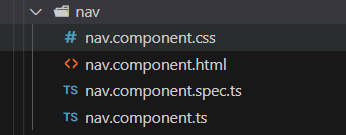 nav
# nav.component.css
<> nav.component.html
TS nav.component.spec.ts
TS nav.component.ts